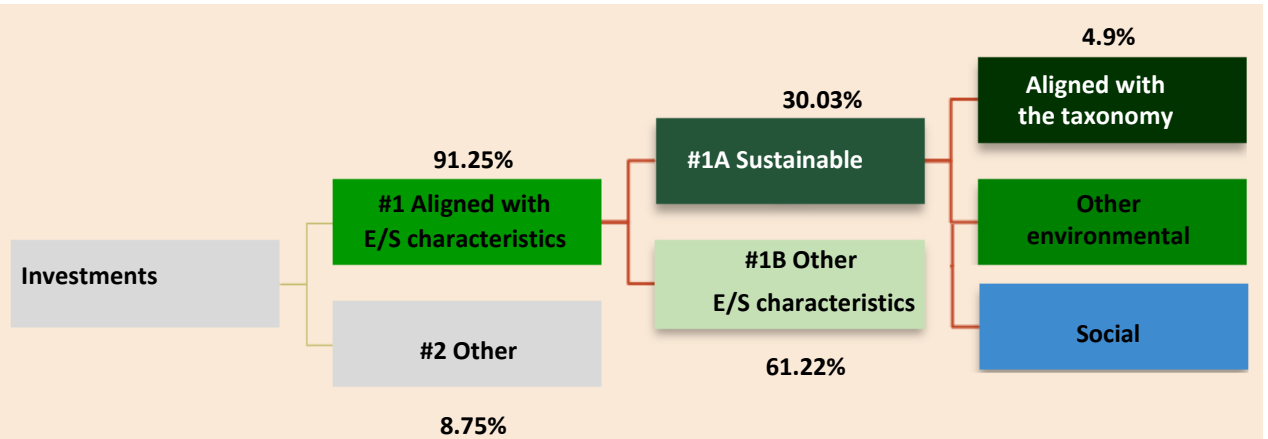 4.9%
Aligned with
the taxonomy
30.03%
#1A Sustainable
91.25%
#1 Aligned with
E/S characteristics
Other
environmental
Investments
#1B Other
E/S characteristics
#2 Other
Social
61.22%
8.75%